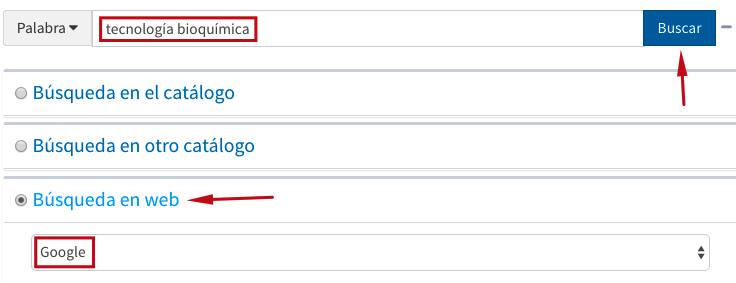 Palabra tecnología bioquímica Buscar
Búsqueda en el catálogo
Búsqueda en otro catálogo
Búsqueda en web
Google